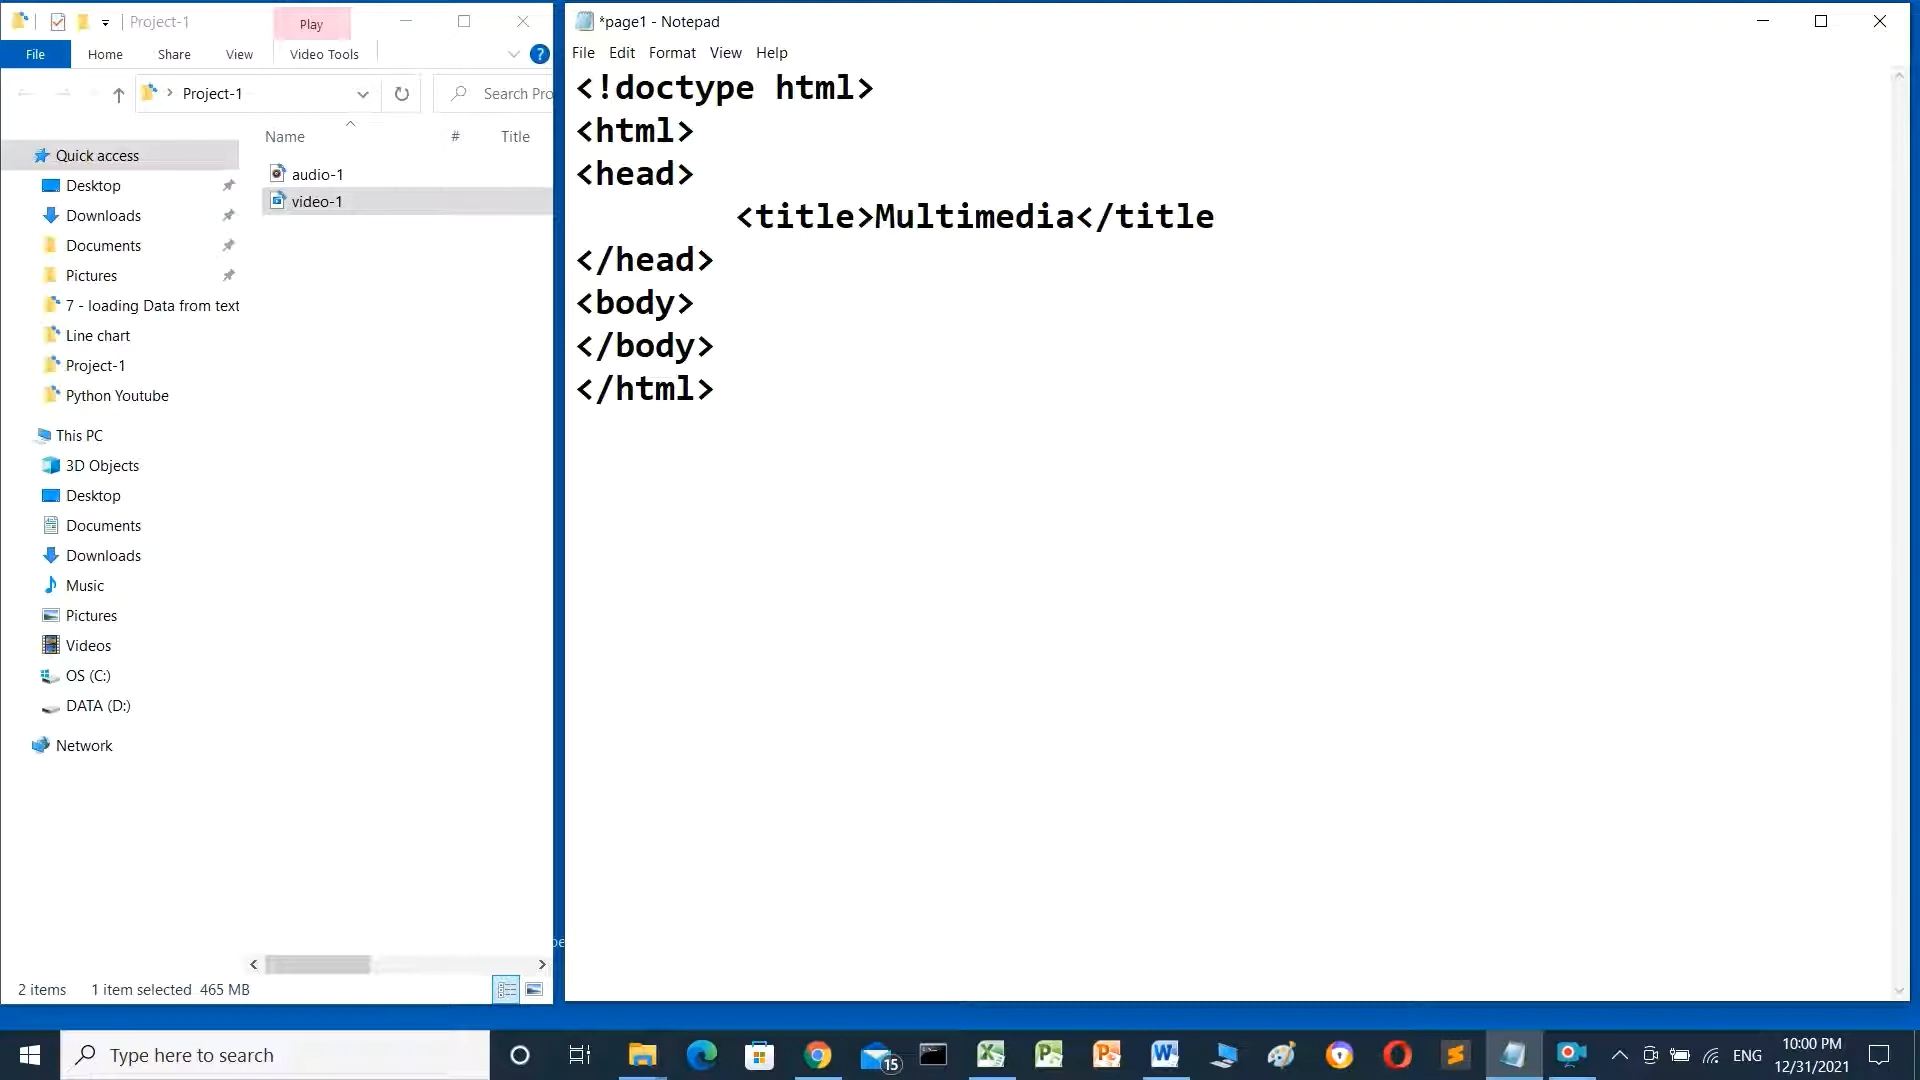 Project-1
Play
File
Home
Share
View
Video Tools
?
Project-1
Search Pro
Name
#
Title
Quick access
Desktop
Downloads
Documents
Pictures
7 - loading Data from text
Line chart
Project-1
Python Youtube
audio-1
video-1
This PC
3D Objects
Desktop
Documents
Downloads
Music
Pictures
Videos
OS (C:)
DATA (D:)
Network
2 items
1 item selected 465 MB
*page1 - Notepad
File Edit Format View Help
<!doctype html>
<html>
<head>
<title>Multimedia</title
</head>
<body>
</body>
</html>
Type here to search
15
ENG
10:00 PM
12/31/2021